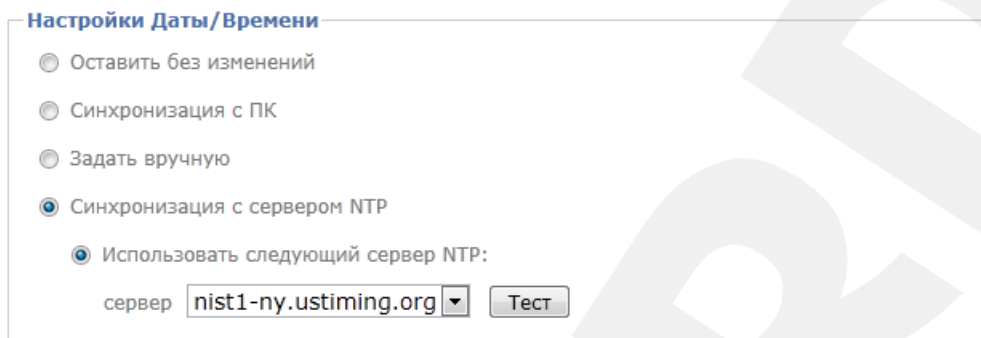 Настройки Даты/Времени
Оставить без изменений
Синхронизация с ПК
Задать вручную
Синхронизация с сервером NTP
Использовать следующий сервер NTP:
сервер nist1-ny.ustiming.org Тест